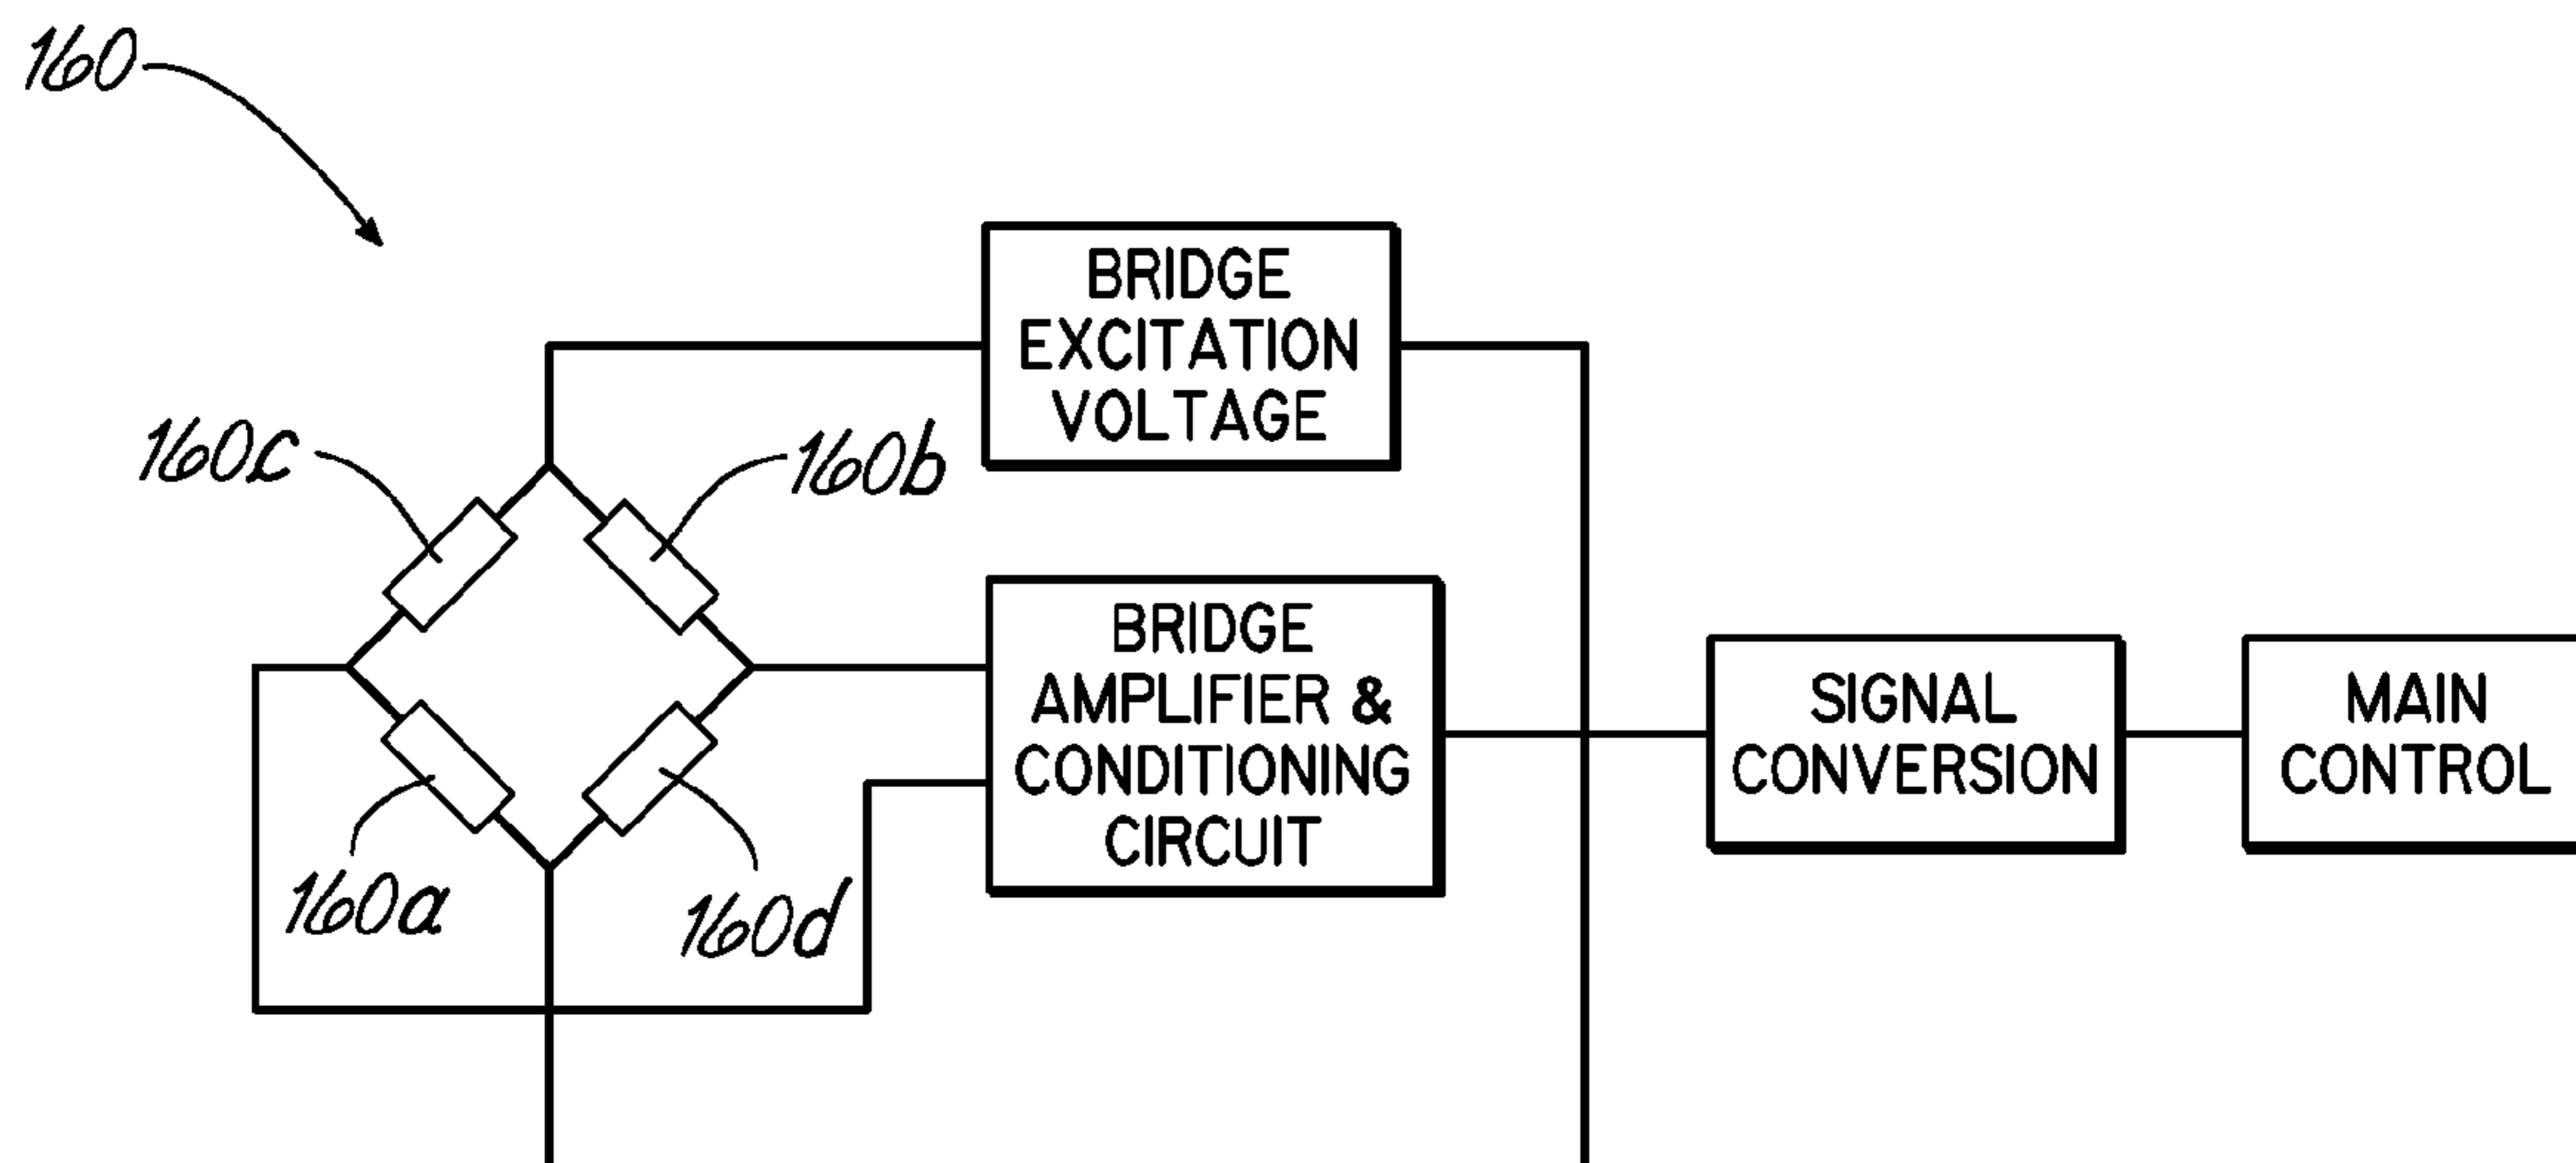 160
BRIDGE
EXCITATION
VOLTAGE
160c
160b
BRIDGE
AMPLIFIER &
CONDITIONING
CIRCUIT
SIGNAL
CONVERSION
MAIN
CONTROL
160a
160d